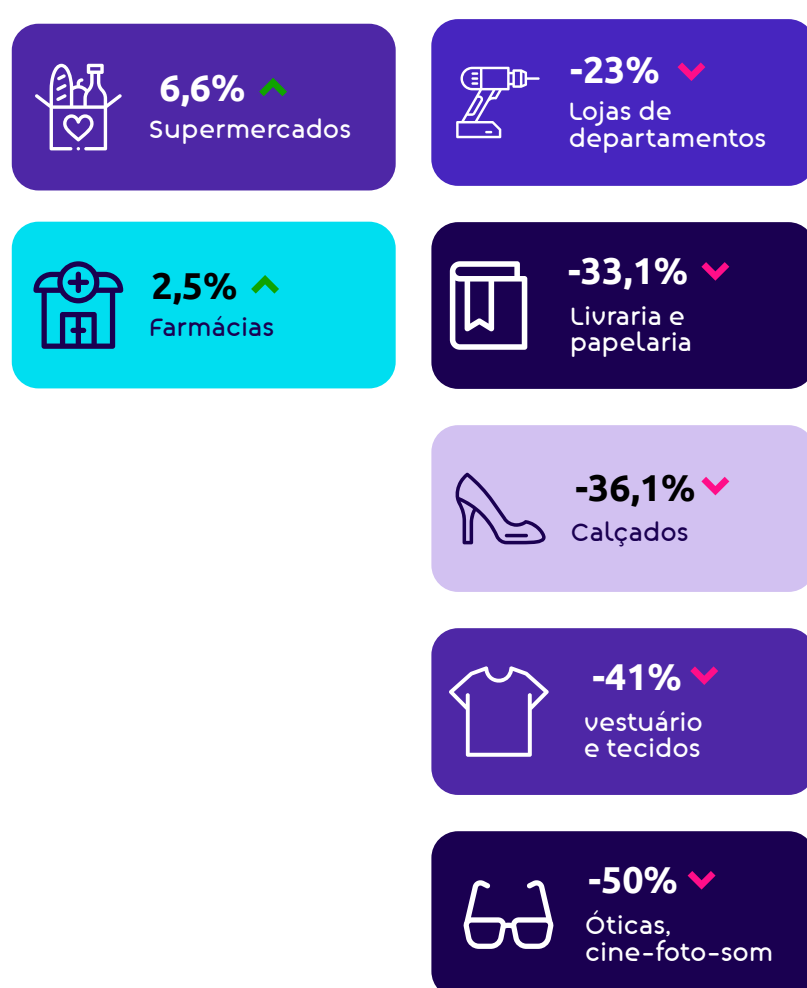 6,6%
Supermercados
2,5%
Farmácias
-23%
Lojas de
departamentos
-33,1%
Livraria e
papelaria
-36,1%
Calçados
-41%
vestuário
e tecidos
-50%
Óticas,
cine-foto-som